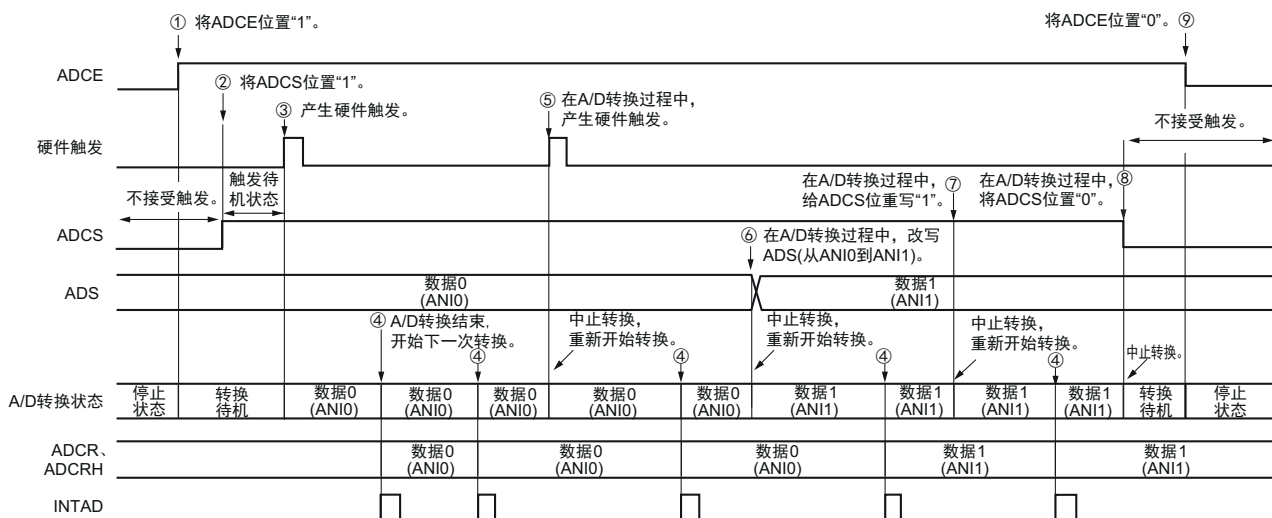 ① 将ADCE位置“1”。
将ADCE位置“0”。⑨
ADCE
② 将ADCS位置“1”。
③ 产生硬件触发。
⑤ 在A/D转换过程中，
产生硬件触发。
不接受触发。
硬件触发
触发待
机状态
不接受触发。
在A/D转换过程中，
给ADCS位重写“1”。
⑦
在A/D转换过程中，
将ADCS位置“0”。
⑧
ADCS
⑥ 在A/D转换过程中，改写
ADS(从ANI0到ANI1)。
ADS
数据0
(ANI0)
数据1
(ANI1)
④ A/D转换结束，
开始下一次转换。
④
中止转换，
重新开始转换。
④
中止转换，
重新开始转换。
④
中止转换，
重新开始转换。
④
中止转换。
A/D转换状态
停止
状态
转换
待机
数据0
(ANI0)
数据0
(ANI0)
数据0
(ANI0)
数据0
(ANI0)
数据0
(ANI0)
数据1
(ANI1)
数据1
(ANI1)
数据1
(ANI1)
数据1
(ANI1)
转换
待机
停止
状态
ADCR、
ADCRH
数据0
(ANI0)
数据0
(ANI0)
数据0
(ANI0)
数据1
(ANI1)
数据1
(ANI1)
INTAD